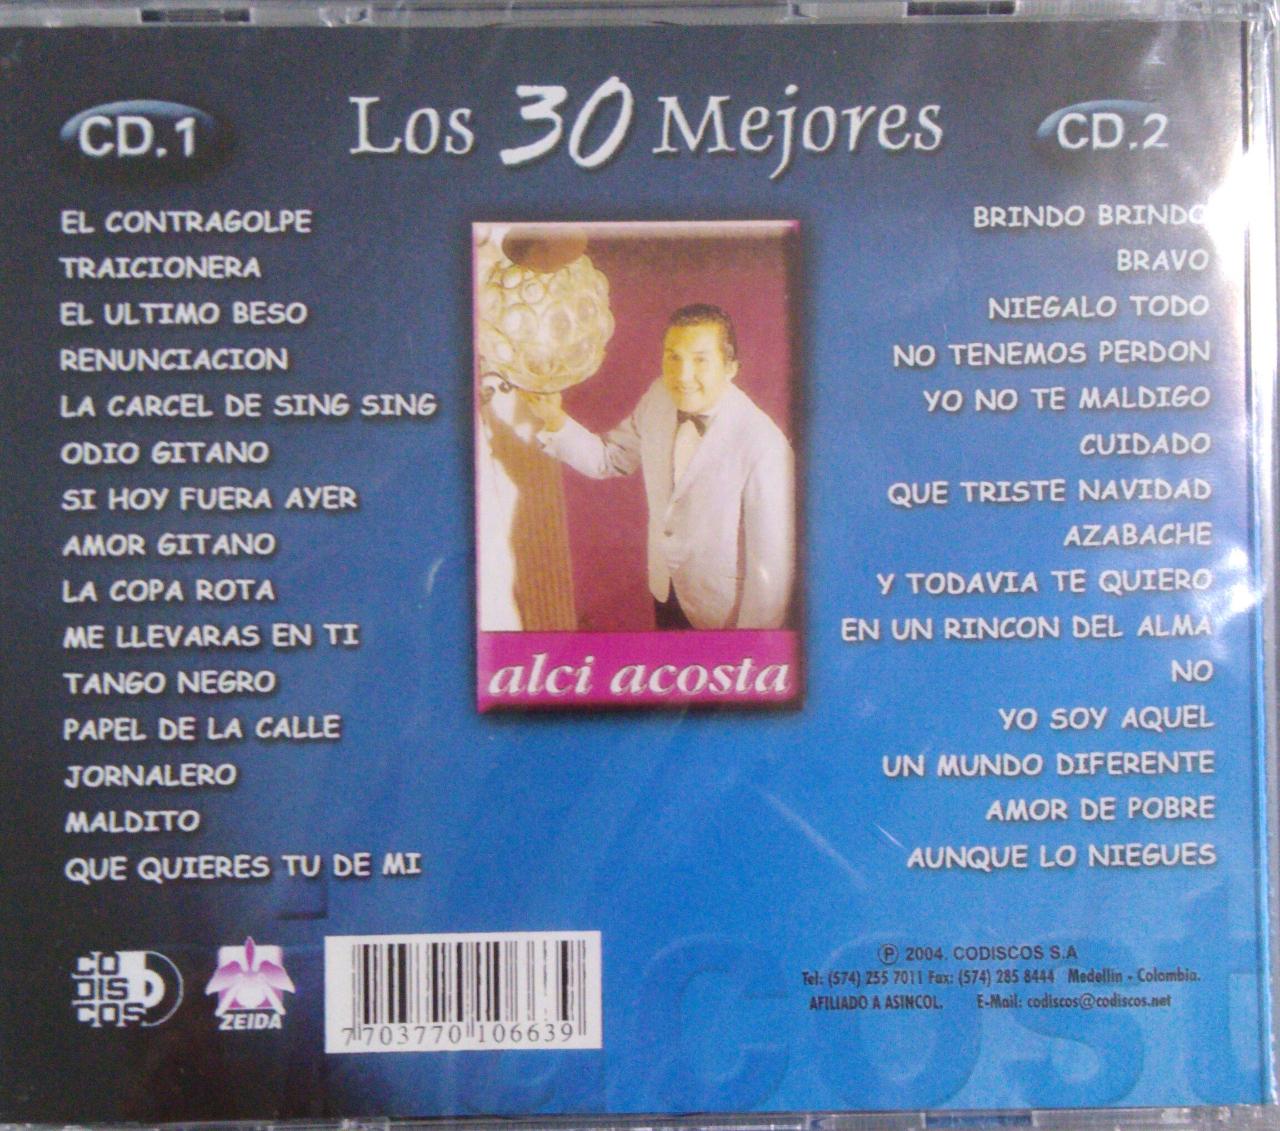 Los 30 Mejores
CD.1
EL CONTRAGOLPE
TRAICIONERA
EL ULTIMO BESO
RENUNCIACION
LA CARCEL DE SING SING
ODIO GITANO
SI HOY FUERA AYER
AMOR GITANO
LA COPA ROTA
ME LLEVARAS EN TI
TANGO NEGRO
PAPEL DE LA CALLE
JORNALERO
MALDITO
QUE QUIERES TU DE MI
alci acosta
CD.2
BRINDO BRINDO
BRAVO
NIEGALO TODO
NO TENEMOS PERDON
YO NO TE MALDIGO
CUIDADO
QUE TRISTE NAVIDAD
AZABACHE
Y TODAVIA TE QUIERO
EN UN RINCON DEL ALMA
NO
YO SOY AQUEL
UN MUNDO DIFERENTE
AMOR DE POBRE
AUNQUE LO NIEGUES
CO
DIS
COS
ZEIDA
7 703770 106639
℗ 2004. CODISCOS S.A
Tel: (574) 255 7011 Fax: (574) 285 8444 Medellin - Colombia.
AFILIADO A ASINCOL. E-Mail: codiscos@codiscos.net